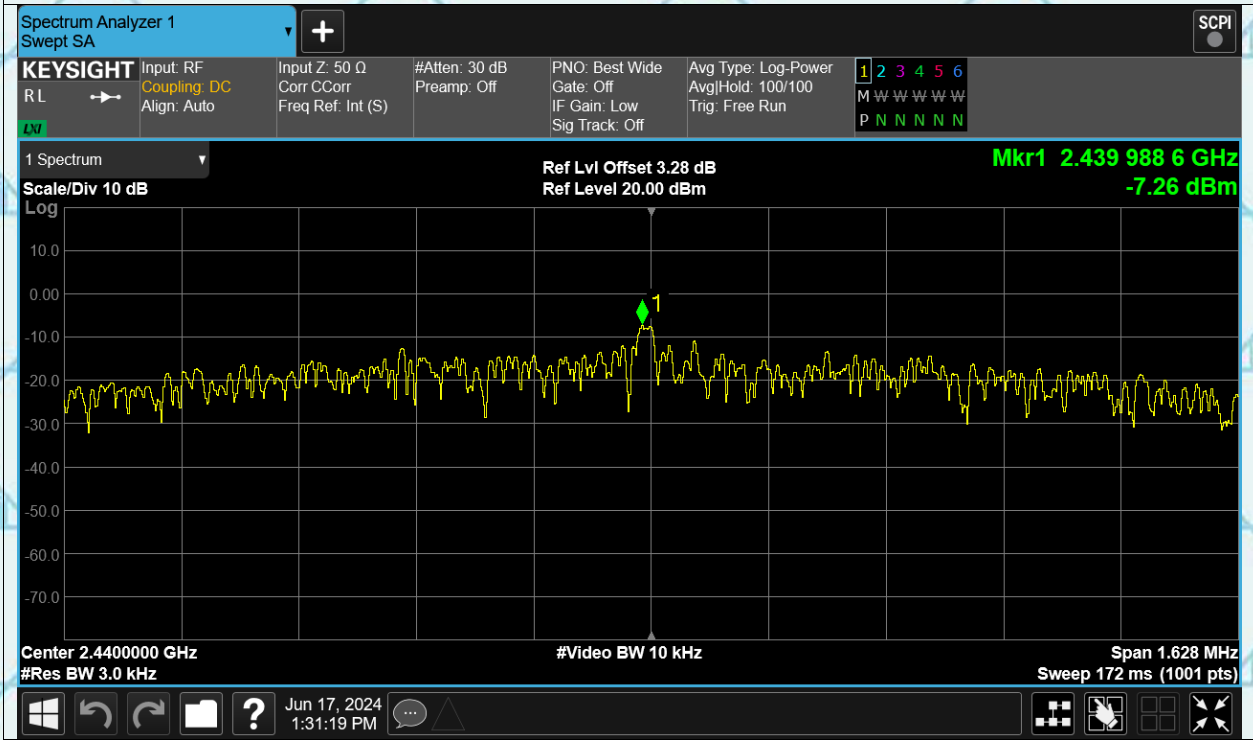 Spectrum Analyzer 1
Swept SA
SCPI
KEYSIGHT
RL
LXI
Input: RF
Coupling: DC
Align: Auto
Input Z: 50 Ω
Corr CCorr
Freq Ref: Int (S)
#Atten: 30 dB
Preamp: Off
PNO: Best Wide
Gate: Off
IF Gain: Low
Sig Track: Off
Avg Type: Log-Power
Avg|Hold: 100/100
Trig: Free Run
1 2 3 4 5 6
M W W W W W
P N N N N N
1 Spectrum
Ref Lvl Offset 3.28 dB
Mkr1 2.439 988 6 GHz
Scale/Div 10 dB
Ref Level 20.00 dBm
-7.26 dBm
Log
10.0
0.00
-10.0
-20.0
-30.0
-40.0
-50.0
-60.0
-70.0
1
Center 2.4400000 GHz
#Video BW 10 kHz
Span 1.628 MHz
#Res BW 3.0 kHz
Sweep 172 ms (1001 pts)
?
Jun 17, 2024
1:31:19 PM